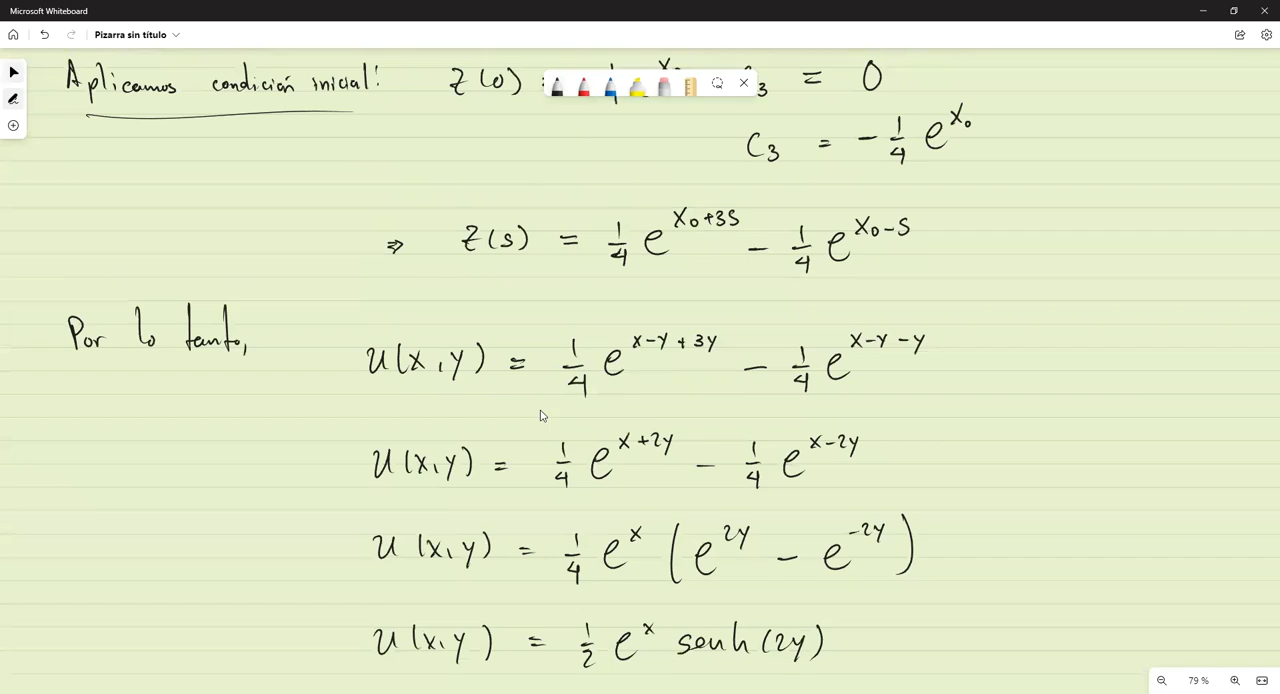 Microsoft Whiteboard
Pizarra sin título
Aplicamos condición inicial: Z(0) = 0
C₃ = -1/4 e^(x₀)
⇒ Z(s) = 1/4 e^(x₀+3s) - 1/4 e^(x₀-s)
Por lo tanto,
u(x,y) = 1/4 e^(x-y+3y) - 1/4 e^(x-y-y)
u(x,y) = 1/4 e^(x+2y) - 1/4 e^(x-2y)
u(x,y) = 1/4 e^x (e^(2y) - e^(-2y))
u(x,y) = 1/2 e^x senh(2y)
79 %